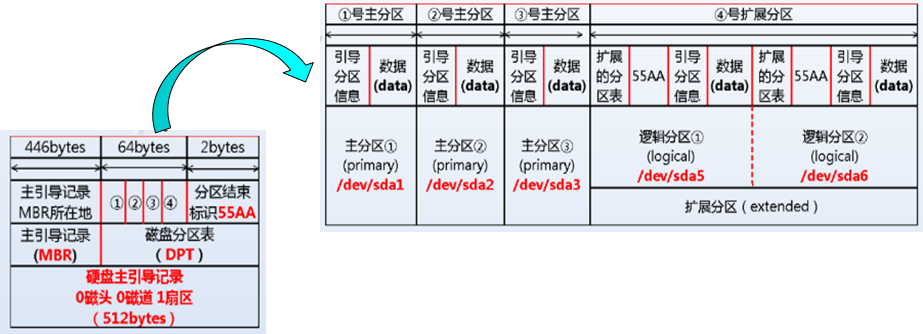 ①号主分区 ②号主分区 ③号主分区 ④号扩展分区
引导分区信息 数据(data) 引导分区信息 数据(data) 引导分区信息 数据(data) 扩展的分区表 55AA 引导分区信息 数据(data) 扩展的分区表 55AA 引导分区信息 数据(data)
主分区① 主分区② 主分区③ 逻辑分区① 逻辑分区②
(primary) (primary) (primary) (logical) (logical)
/dev/sda1 /dev/sda2 /dev/sda3 /dev/sda5 /dev/sda6
扩展分区（extended）
446bytes 64bytes 2bytes
主引导记录 ① ② ③ ④ 分区结束
MBR所在地 标识55AA
主引导记录 磁盘分区表
(MBR) （DPT）
硬盘主引导记录
0磁头 0磁道 1扇区
（512bytes）